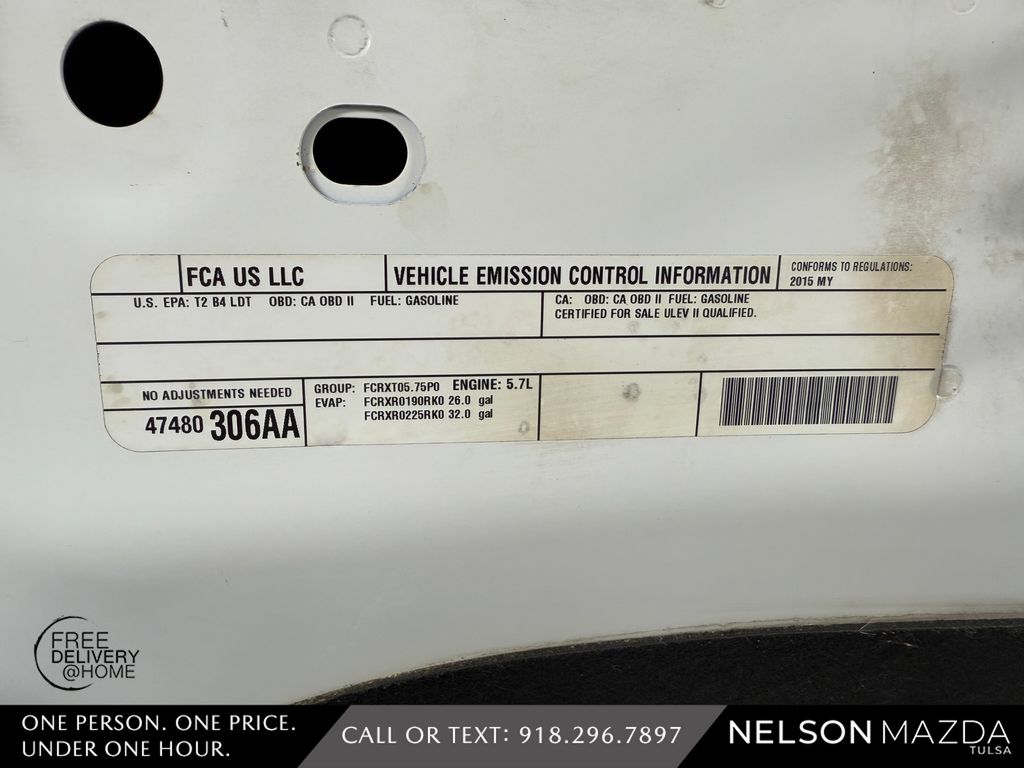 FCA US LLC
VEHICLE EMISSION CONTROL INFORMATION
CONFORMS TO REGULATIONS:
2015 MY
U.S. EPA: T2 B4 LDT OBD: CA OBD II FUEL: GASOLINE
CA: OBD: CA OBD II FUEL: GASOLINE
CERTIFIED FOR SALE ULEV II QUALIFIED.
NO ADJUSTMENTS NEEDED
47480 306AA
GROUP: FCRXT05.75P0 ENGINE: 5.7L
EVAP: FCRXR0190RK0 26.0 gal
FCRXR0225RK0 32.0 gal
FREE
DELIVERY
@HOME
ONE PERSON. ONE PRICE.
UNDER ONE HOUR.
CALL OR TEXT: 918.296.7897
NELSON MAZDA
TULSA